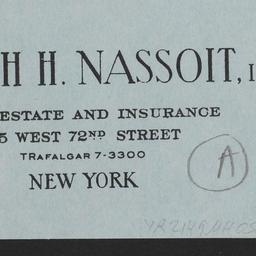 H H. NASSOIT, I
ESTATE AND INSURANCE
5 WEST 72ND STREET
TRAFALGAR 7-3300
NEW YORK
A